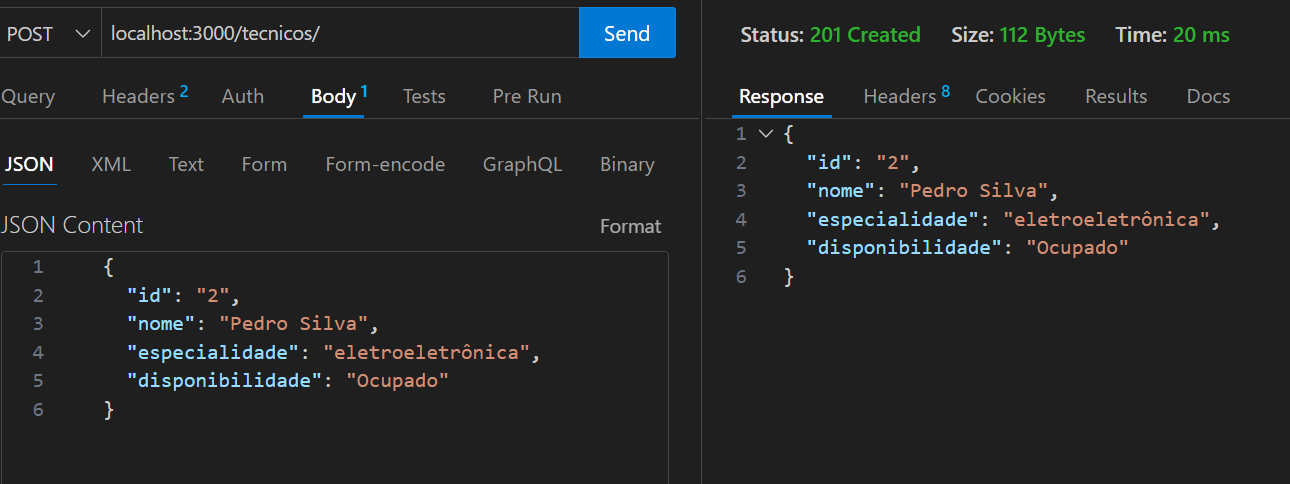 POST localhost:3000/tecnicos/ Send
Query Headers 2 Auth Body 1 Tests Pre Run
JSON XML Text Form Form-encode GraphQL Binary
JSON Content Format
1 {
2 "id": "2",
3 "nome": "Pedro Silva",
4 "especialidade": "eletroeletrônica",
5 "disponibilidade": "Ocupado"
6 }
Status: 201 Created Size: 112 Bytes Time: 20 ms
Response Headers 8 Cookies Results Docs
1 {
2 "id": "2",
3 "nome": "Pedro Silva",
4 "especialidade": "eletroeletrônica",
5 "disponibilidade": "Ocupado"
6 }